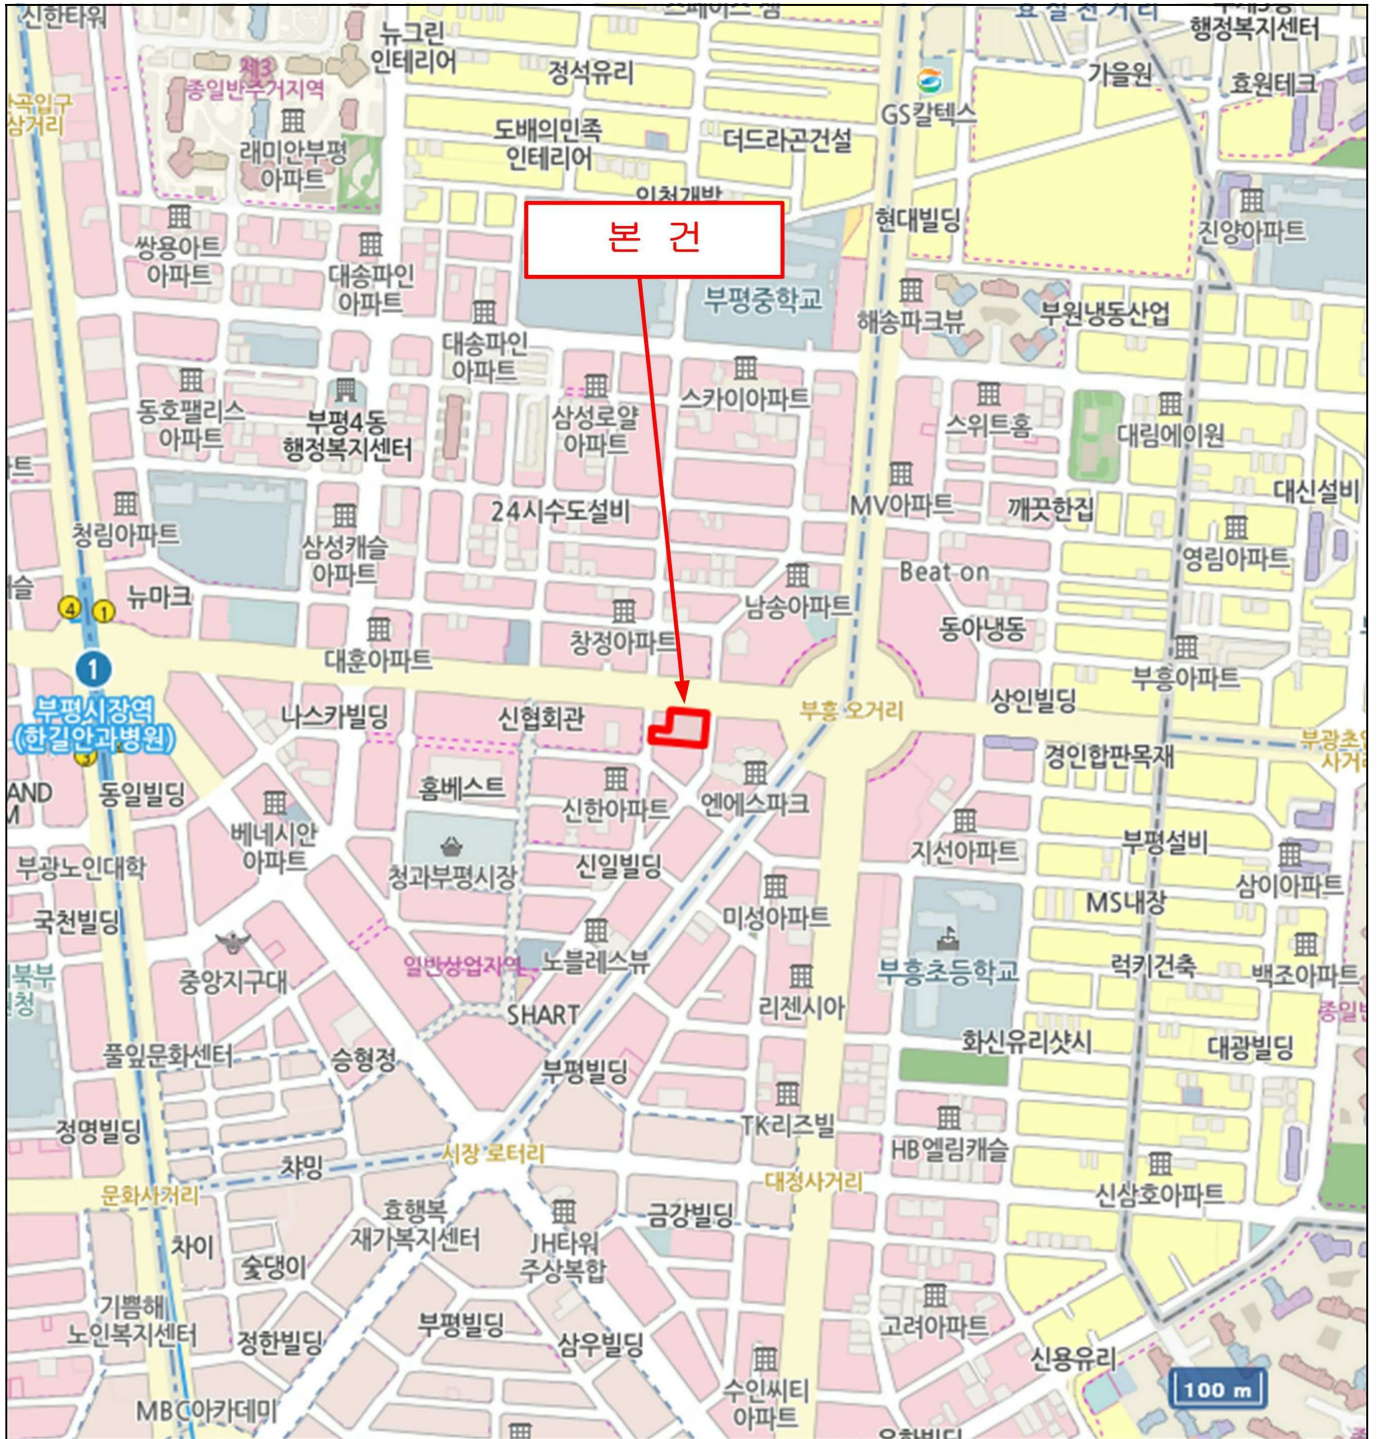 신한타워
뉴그린
인테리어
정석유리
행정복지센터
가을원
효원테크
GS칼텍스
제3
종일반주거지역
래미안부평
아파트
도배의민족
인테리어
더드라곤건설
인천개발
본 건
현대빌딩
진양아파트
쌍용아트
아파트
대송파인
아파트
부평중학교
해송파크뷰
부원냉동산업
대송파인
아파트
동호팰리스
아파트
부평4동
행정복지센터
삼성로얄
아파트
스카이아파트
스위트홈
대림에이원
청림아파트
삼성캐슬
아파트
24시수도설비
MV아파트
깨끗한집
대신설비
영림아파트
Beat on
뉴마크
4
1
남송아파트
동아냉동
창정아파트
대훈아파트
부흥아파트
1
부평시장역
(한길안과병원)
3
나스카빌딩
신협회관
부흥 오거리
상인빌딩
경인합판목재
동일빌딩
홈베스트
신한아파트
엔에스파크
베네시안
아파트
부평설비
지선아파트
부광노인대학
청과부평시장
신일빌딩
삼이아파트
국천빌딩
미성아파트
MS내장
중앙지구대
일반상업지역
노블레스뷰
부흥초등학교
럭키건축
백조아파트
리젠시아
SHART
풀잎문화센터
승형정
부평빌딩
화신유리샷시
대광빌딩
정명빌딩
TK리즈빌
HB엘림캐슬
챠밍
시장 로터리
대정사거리
문화사거리
신삼호아파트
효행복
재가복지센터
금강빌딩
차이
숯댕이
JH타워
주상복합
기쁨해
노인복지센터
정한빌딩
부평빌딩
삼우빌딩
고려아파트
신용유리
수인씨티
아파트
100 m
MBC아카데미